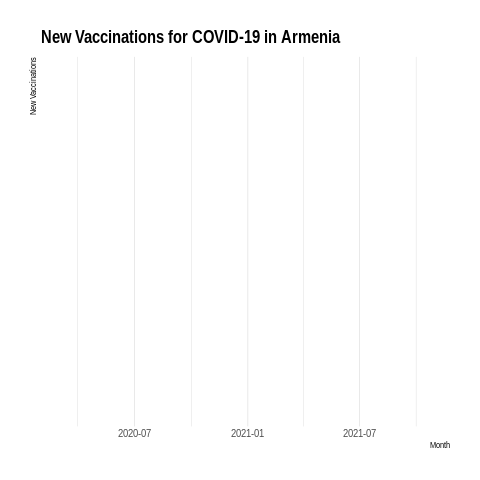 New Vaccinations for COVID-19 in Armenia
New Vaccinations
2020-07
2021-01
2021-07
Month